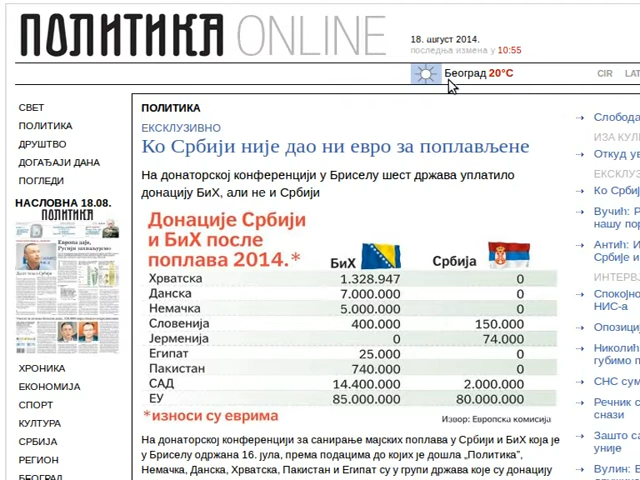 ПОЛИТИКА ONLINE
18. август 2014.
последња измена у 10:55
Београд 20°C
CIR LAT
СВЕТ
ПОЛИТИКА
ДРУШТВО
ДОГАЂАЈИ ДАНА
ПОГЛЕДИ
НАСЛОВНА 18.08.
ПОЛИТИКА
ХРОНИКА
ЕКОНОМИЈА
СПОРТ
КУЛТУРА
СРБИЈА
РЕГИОН
БЕОГРАД
ПОЛИТИКА
ЕКСКЛУЗИВНО
Ко Србији није дао ни евро за поплављене
На донаторској конференцији у Бриселу шест држава уплатило
донацију БиХ, али не и Србији
Донације Србији
и БиХ после
поплава 2014.*
БиХ Србија
Хрватска 1.328.947 0
Данска 7.000.000 0
Немачка 5.000.000 0
Словенија 400.000 150.000
Јерменија 0 74.000
Египат 25.000 0
Пакистан 740.000 0
САД 14.400.000 2.000.000
ЕУ 85.000.000 80.000.000
*износи су еврима
Извор: Европска комисија
На донаторској конференцији за санирање мајских поплава у Србији и БиХ која је
у Бриселу одржана 16. јула, према подацима до којих је дошла „Политика”,
Немачка, Данска, Хрватска, Пакистан и Египат су у групи држава које су донацију
Слобода
ИЗА КУЛ
Откуд ув
ЕКСКЛУЗ
Ко Србиј
Вучић: Р
нашу пор
Антић: И
Србије и
ИНТЕРВЈ
Спокојно
НИС-а
Опозициј
Николић
губимо п
СНС сум
Речник с
снази
Зашто са
уније
Вулин: Б